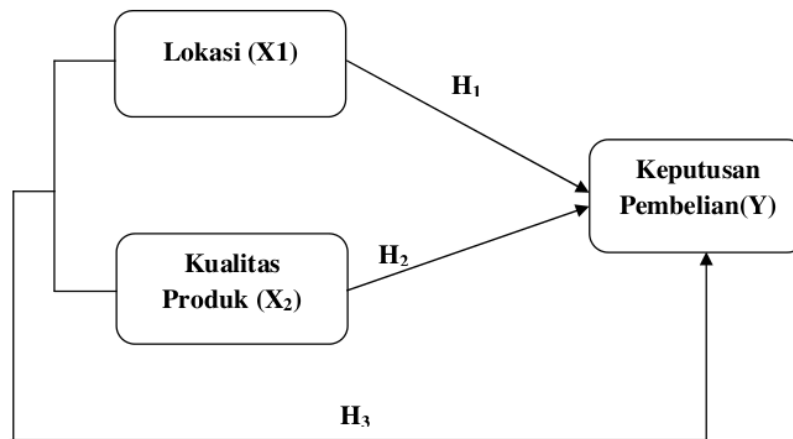 Lokasi (X1)
H₁
Keputusan
Pembelian(Y)
Kualitas
Produk (X₂)
H₂
H₃